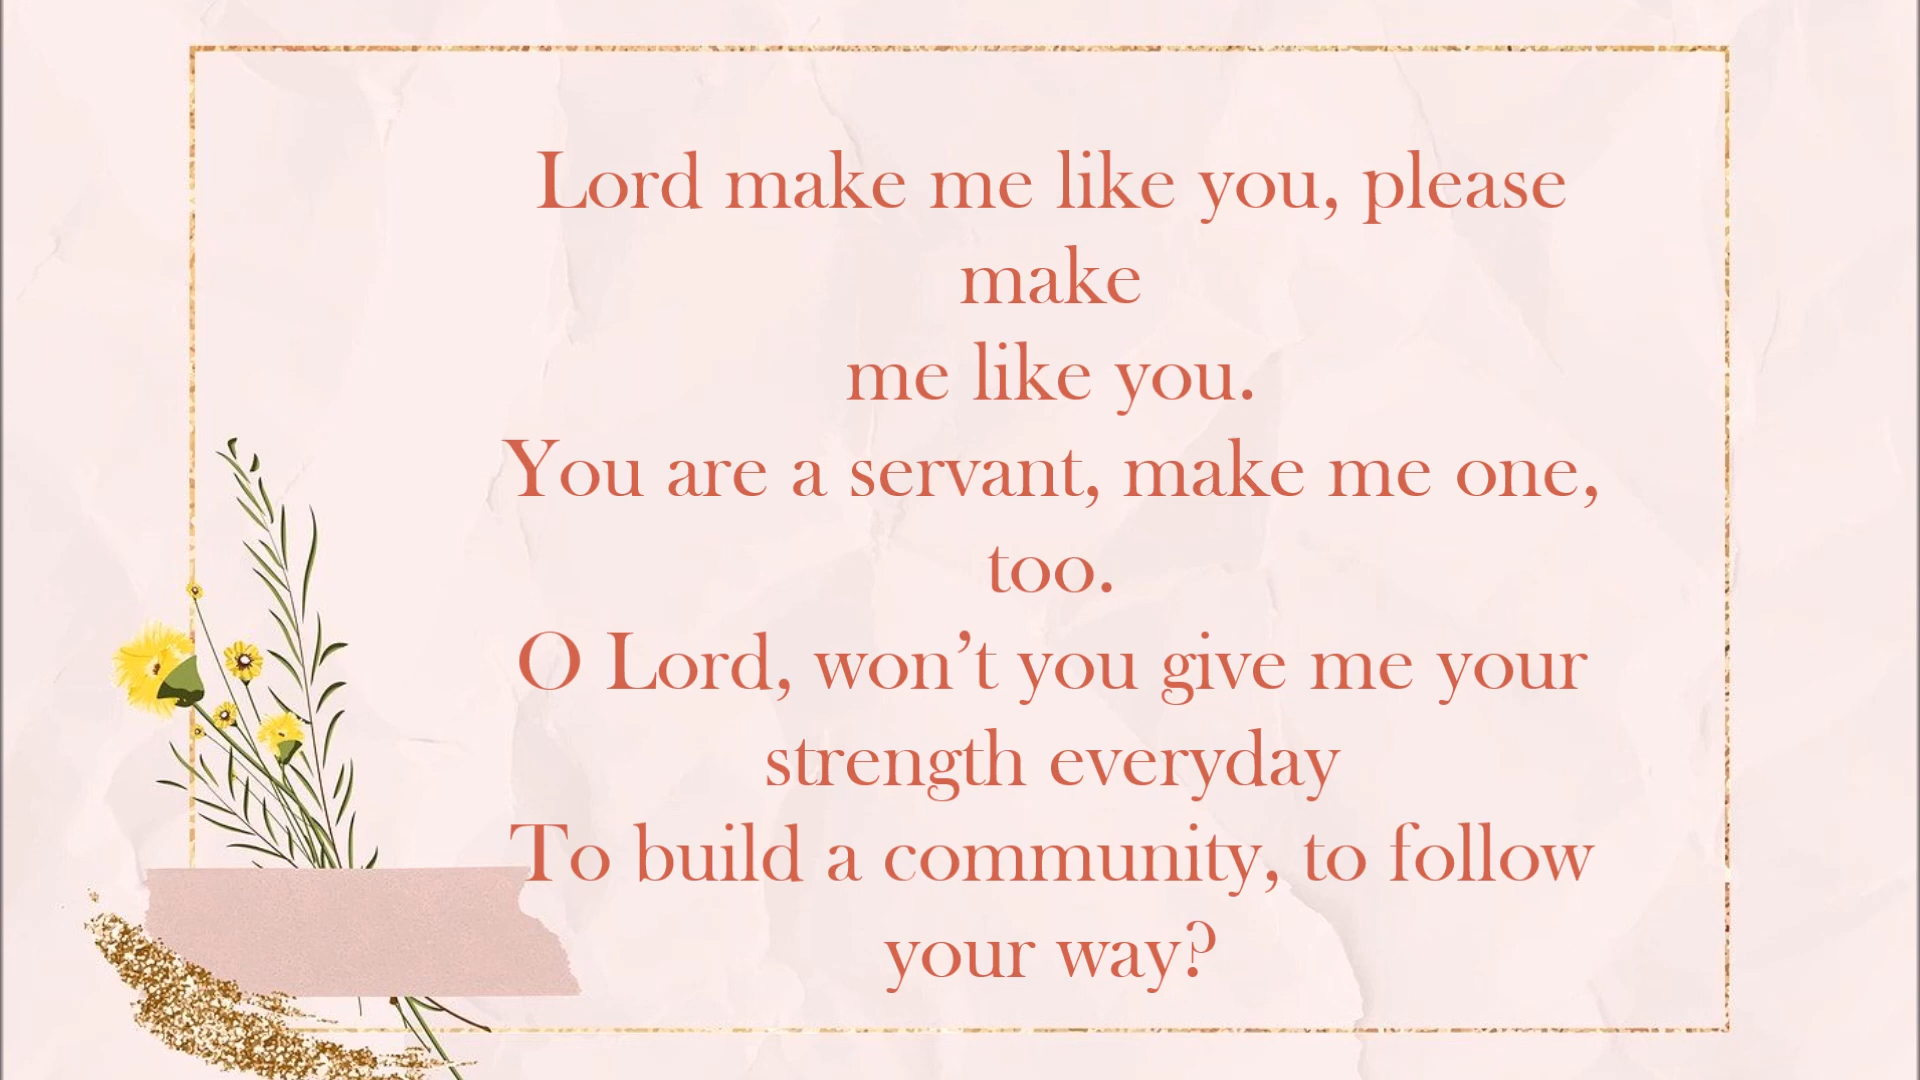 Lord make me like you, please
make
me like you.
You are a servant, make me one,
too.
O Lord, won’t you give me your
strength everyday
To build a community, to follow
your way?